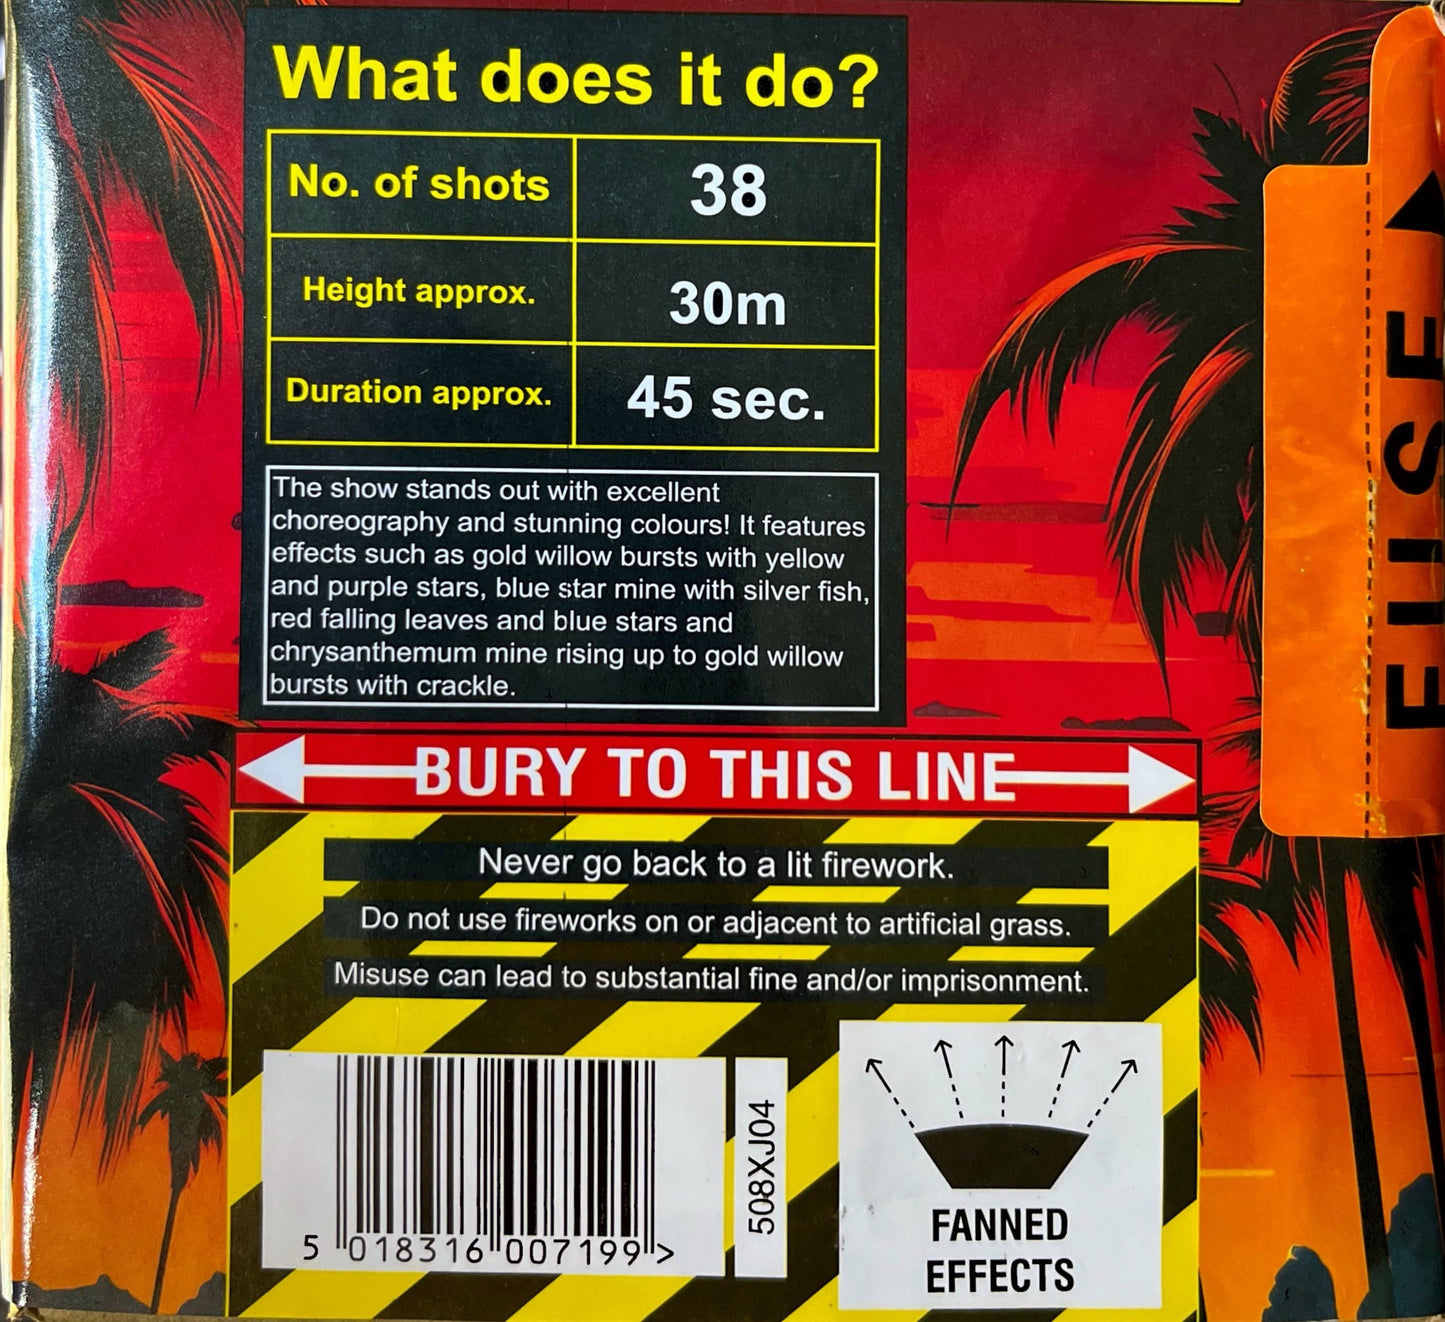 What does it do?
No. of shots 38
Height approx. 30m
Duration approx. 45 sec.
The show stands out with excellent
choreography and stunning colours! It features
effects such as gold willow bursts with yellow
and purple stars, blue star mine with silver fish,
red falling leaves and blue stars and
chrysanthemum mine rising up to gold willow
bursts with crackle.
FUSE
BURY TO THIS LINE
Never go back to a lit firework.
Do not use fireworks on or adjacent to artificial grass.
Misuse can lead to substantial fine and/or imprisonment.
5 018316 007199 >
508XJ04
FANNED
EFFECTS